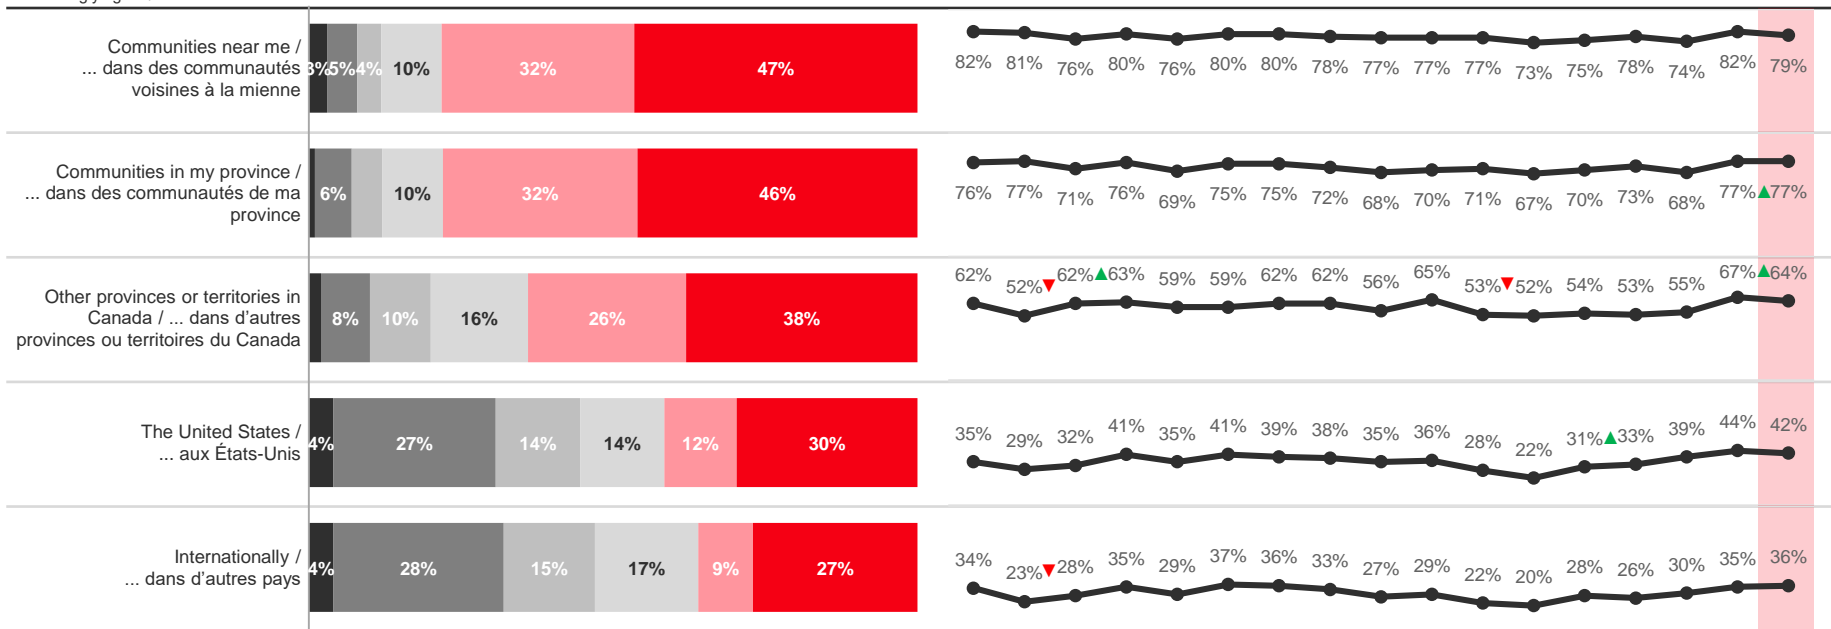 Communities near me /
... dans des communautés
voisines à la mienne
3% 5% 4% 10% 32% 47%
82% 81% 76% 80% 76% 80% 80% 78% 77% 77% 77% 73% 75% 78% 74% 82% 79%
Communities in my province /
... dans des communautés de ma
province
6% 10% 32% 46%
76% 77% 71% 76% 69% 75% 75% 72% 68% 70% 71% 67% 70% 73% 68% 77% ▲77%
Other provinces or territories in
Canada / ... dans d'autres
provinces ou territoires du Canada
8% 10% 16% 26% 38%
62% 52%▼ 62%▲ 63% 59% 59% 62% 62% 56% 65% 53%▼ 52% 54% 53% 55% 67%▲ 64%
The United States /
... aux États-Unis
4% 27% 14% 14% 12% 30%
35% 29% 32% 41% 35% 41% 39% 38% 35% 36% 28% 22% 31%▲ 33% 39% 44% 42%
Internationally /
... dans d'autres pays
4% 28% 15% 17% 9% 27%
34% 23%▼ 28% 35% 29% 37% 36% 33% 27% 29% 22% 20% 28% 26% 30% 35% 36%